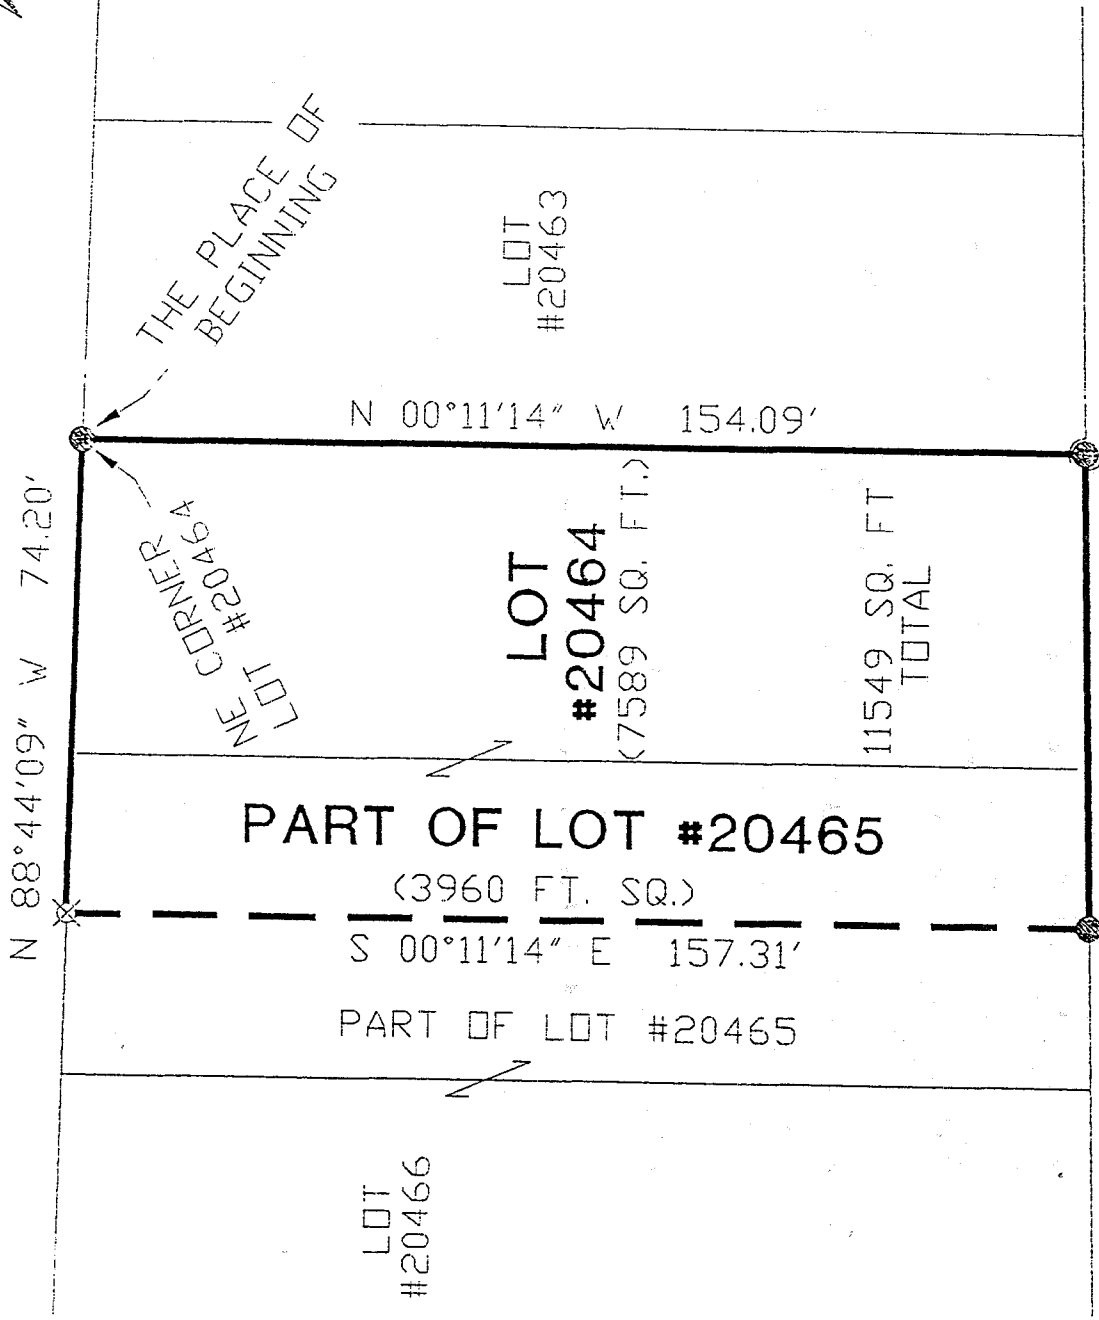 THE PLACE OF
BEGINNING
LOT
#20463
N 00°11'14" W 154.09'
N 88°44'09" W 74.20'
NE CORNER
LOT #20464
LOT
#20464
(7589 SQ. FT.)
11549 SQ. FT
TOTAL
PART OF LOT #20465
(3960 FT. SQ.)
S 00°11'14" E 157.31'
PART OF LOT #20465
LOT
#20466